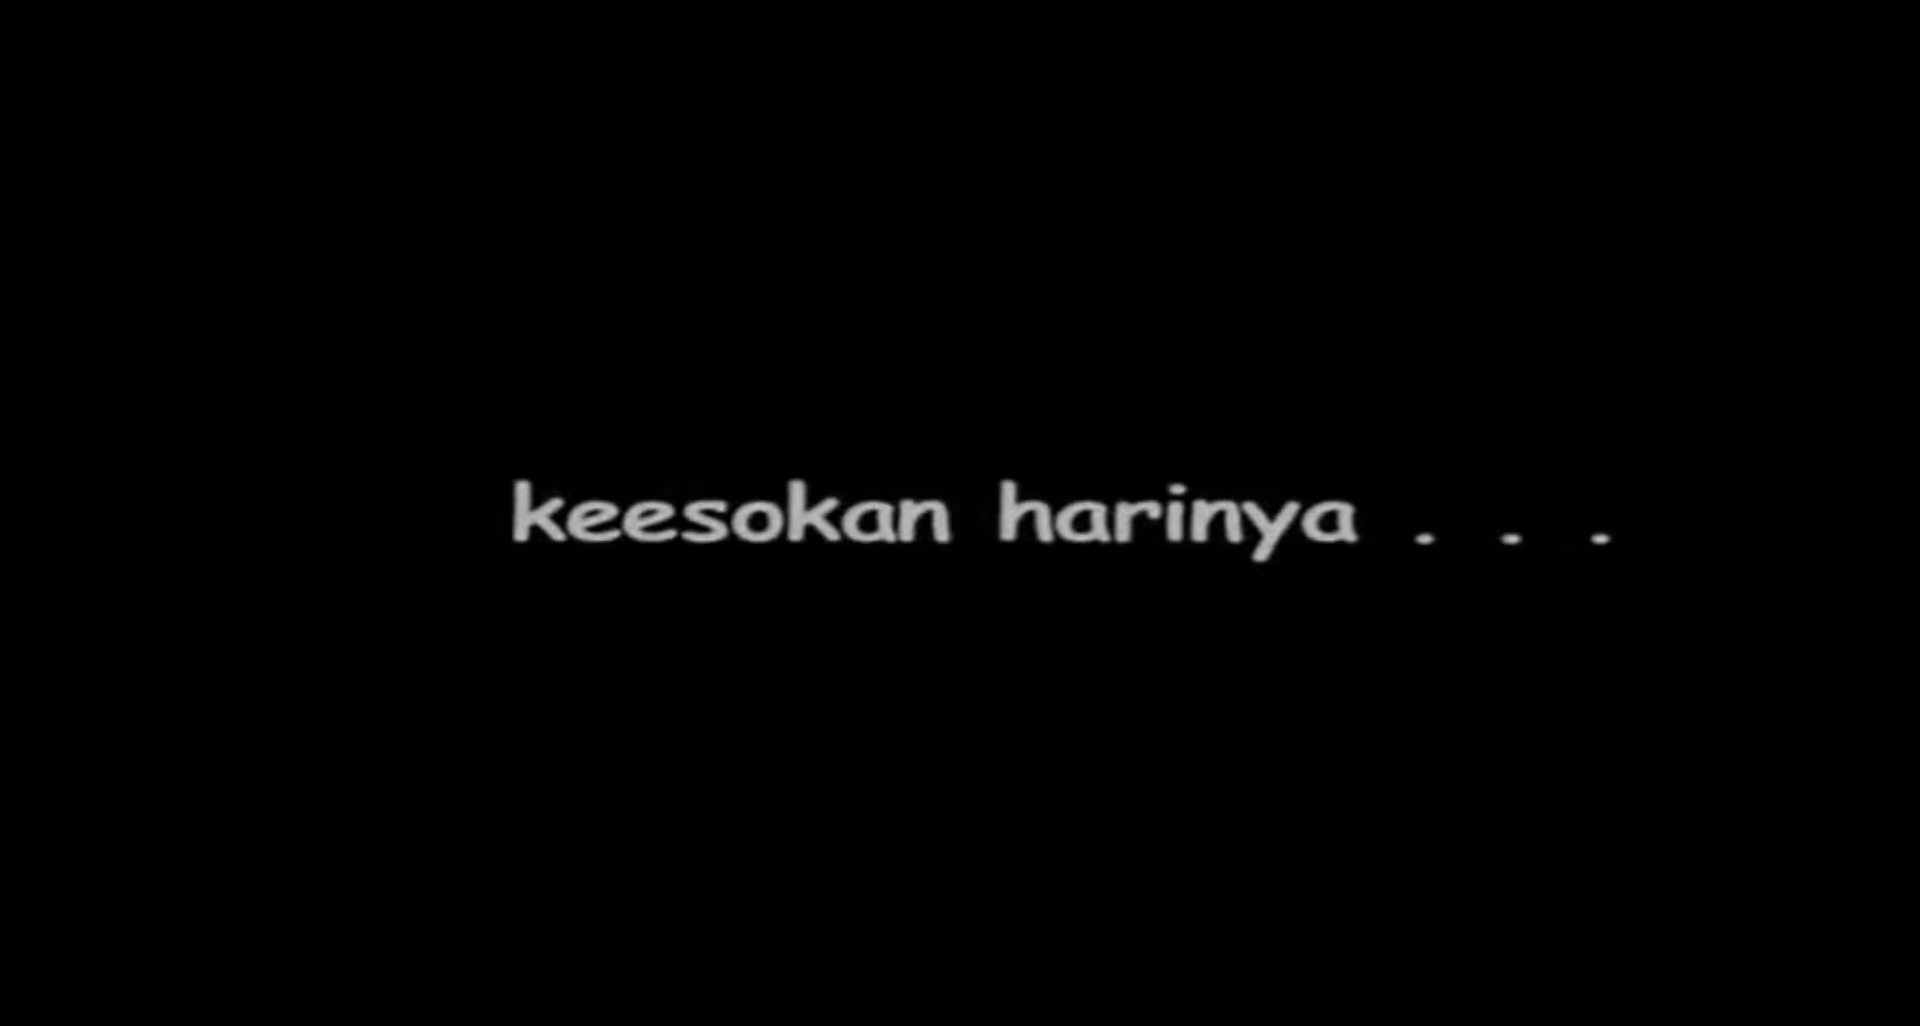 keesokan harinya . . .